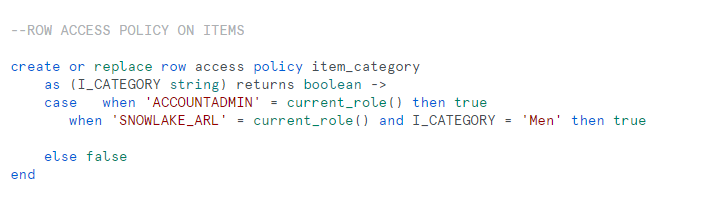 --ROW ACCESS POLICY ON ITEMS
create or replace row access policy item_category
as (I_CATEGORY string) returns boolean ->
case when 'ACCOUNTADMIN' = current_role() then true
when 'SNOWLAKE_ARL' = current_role() and I_CATEGORY = 'Men' then true
else false
end